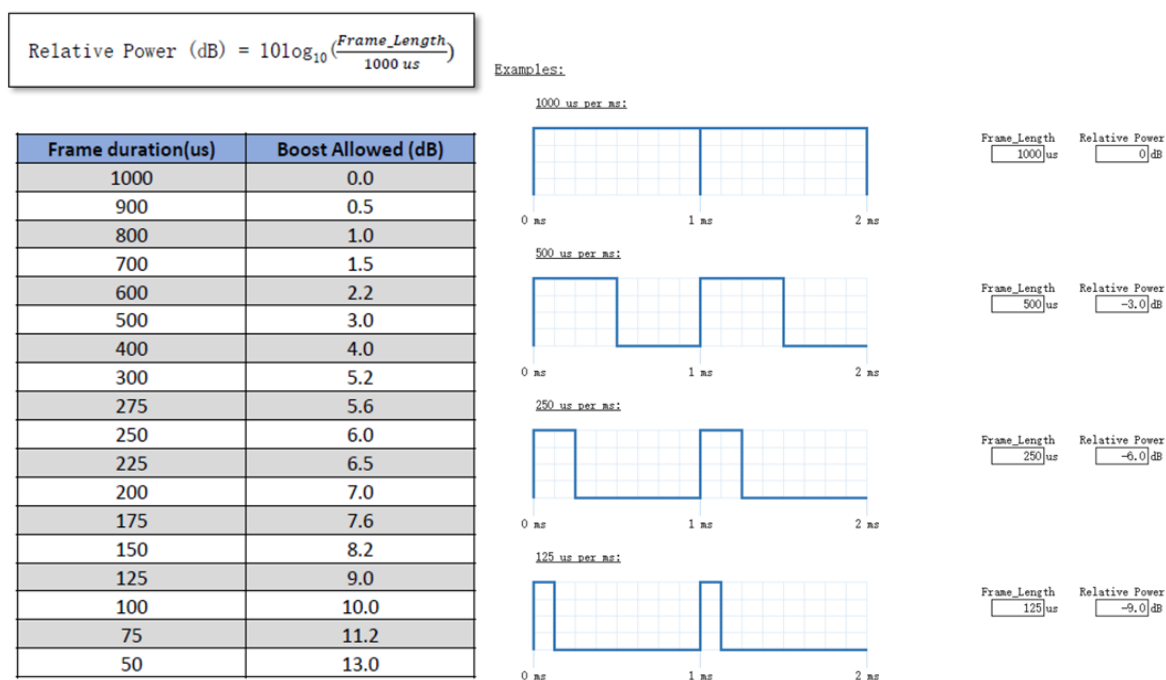 Relative Power (dB) = 10log₁₀(Frame_Length / 1000 us)
Frame duration(us) Boost Allowed (dB)
1000 0.0
900 0.5
800 1.0
700 1.5
600 2.2
500 3.0
400 4.0
300 5.2
275 5.6
250 6.0
225 6.5
200 7.0
175 7.6
150 8.2
125 9.0
100 10.0
75 11.2
50 13.0
Examples:
1000 us per ms:
0 ms 1 ms 2 ms
Frame_Length Relative Power
1000 us 0 dB
500 us per ms:
0 ms 1 ms 2 ms
Frame_Length Relative Power
500 us -3.0 dB
250 us per ms:
0 ms 1 ms 2 ms
Frame_Length Relative Power
250 us -6.0 dB
125 us per ms:
0 ms 1 ms 2 ms
Frame_Length Relative Power
125 us -9.0 dB